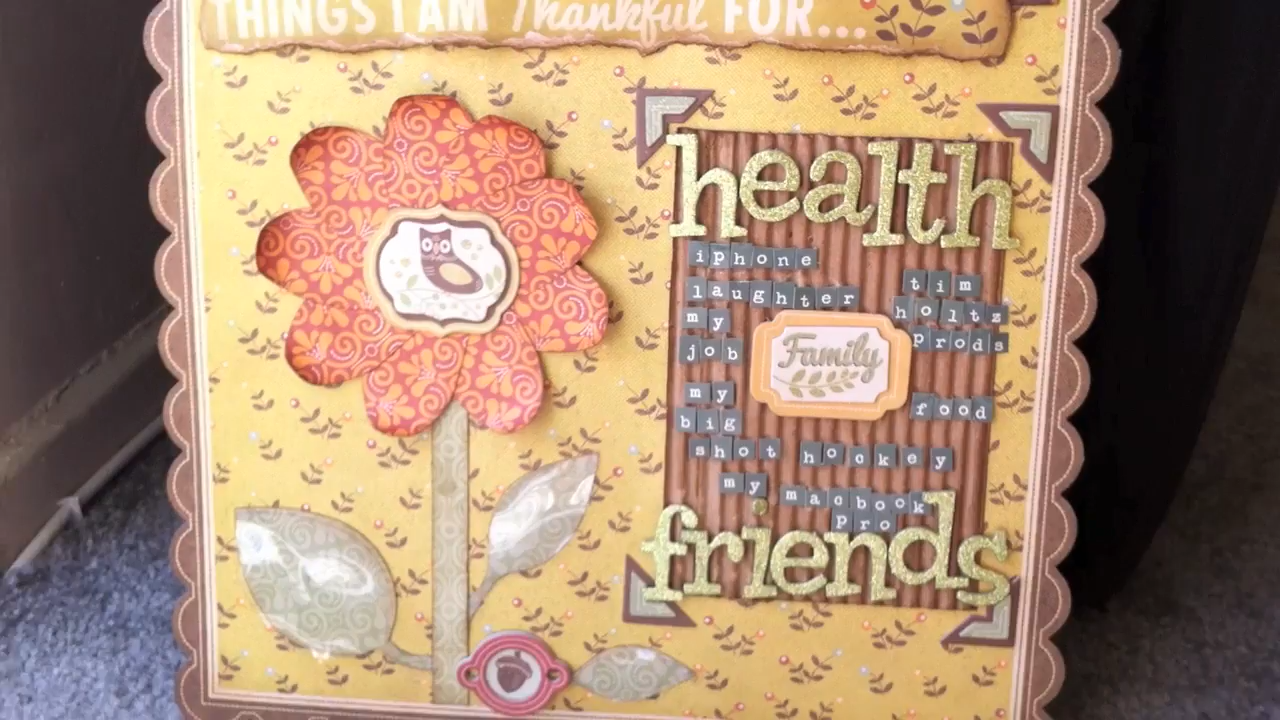 THINGS I AM Thankful FOR...
health
iphone
laughter
my
job
tim
holtz
prods
Family
my
big
shot
food
hockey
my macbook
pro
friends